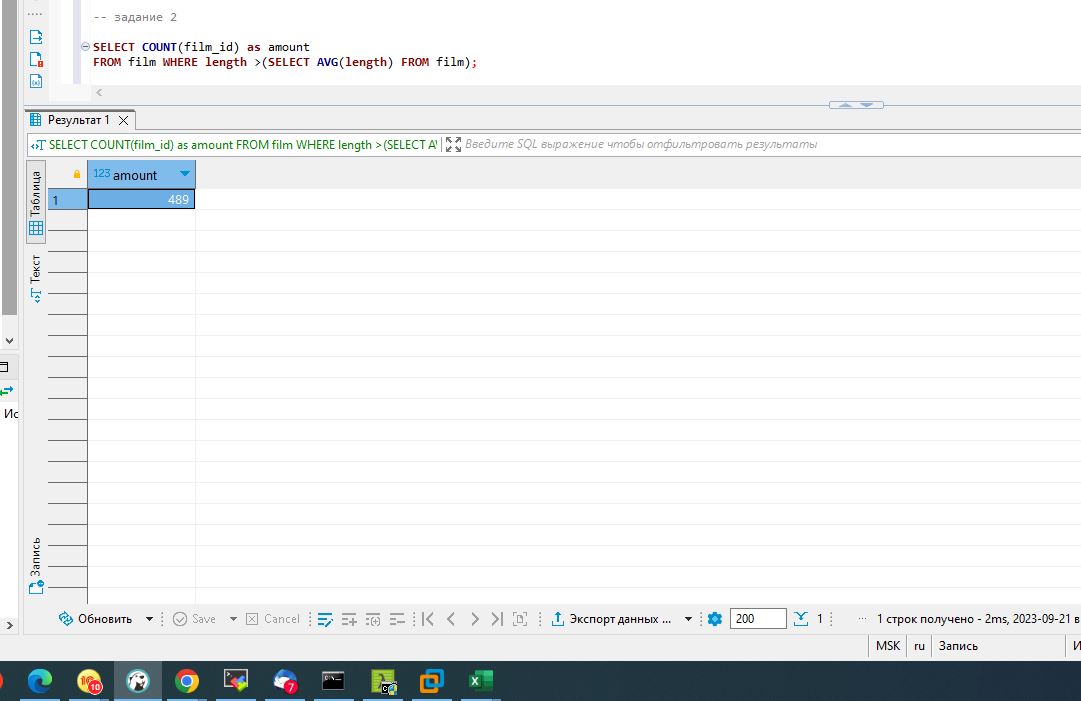 -- задание 2
SELECT COUNT(film_id) as amount
FROM film WHERE length >(SELECT AVG(length) FROM film);
Результат 1
SELECT COUNT(film_id) as amount FROM film WHERE length >(SELECT A
Введите SQL выражение чтобы отфильтровать результаты
Таблица
123 amount
1 489
Текст
Ис
Запись
Обновить Save Cancel Экспорт данных ... 200 1 ... 1 строк получено - 2ms, 2023-09-21 в
MSK ru Запись И
10
7